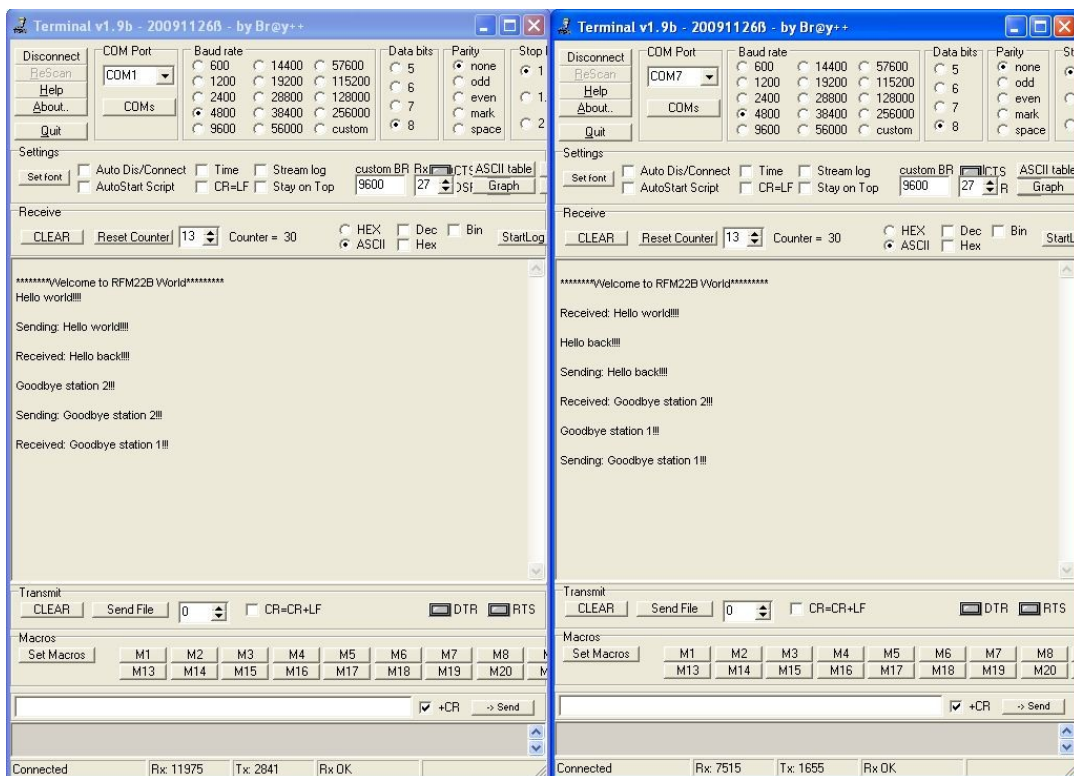 Terminal v1.9b - 20091126ß - by Br@y++
Disconnect
ReScan
Help
About..
Quit
COM Port
COM1
COMs
Baud rate
600 14400 57600
1200 19200 115200
2400 28800 128000
4800 38400 256000
9600 56000 custom
Data bits
5
6
7
8
Parity
none
odd
even
mark
space
Stop
1
1.
2
Settings
Set font
Auto Dis/Connect Time Stream log
AutoStart Script CR=LF Stay on Top
custom BR Rx
9600 27
CTS ASCII table
Graph
Receive
CLEAR Reset Counter 13 Counter = 30
HEX Dec Bin
ASCII Hex
StartLog
********Welcome to RFM22B World*********
Hello world!!!!
Sending: Hello world!!!!
Received: Hello back!!!!
Goodbye station 2!!!
Sending: Goodbye station 2!!!
Received: Goodbye station 1!!!
Transmit
CLEAR Send File 0 CR=CR+LF DTR RTS
Macros
Set Macros
M1 M2 M3 M4 M5 M6 M7 M8
M13 M14 M15 M16 M17 M18 M19 M20
+CR -> Send
Connected Rx: 11975 Tx: 2841 Rx OK
Terminal v1.9b - 20091126ß - by Br@y++
Disconnect
ReScan
Help
About..
Quit
COM Port
COM7
COMs
Baud rate
600 14400 57600
1200 19200 115200
2400 28800 128000
4800 38400 256000
9600 56000 custom
Data bits
5
6
7
8
Parity
none
odd
even
mark
space
Settings
Set font
Auto Dis/Connect Time Stream log
AutoStart Script CR=LF Stay on Top
custom BR
9600 27
CTS ASCII table
R Graph
Receive
CLEAR Reset Counter 13 Counter = 30
HEX Dec Bin
ASCII Hex
********Welcome to RFM22B World*********
Received: Hello world!!!!
Hello back!!!!
Sending: Hello back!!!!
Received: Goodbye station 2!!!
Goodbye station 1!!!
Sending: Goodbye station 1!!!
Transmit
CLEAR Send File 0 CR=CR+LF DTR RTS
Macros
Set Macros
M1 M2 M3 M4 M5 M6 M7 M8
M13 M14 M15 M16 M17 M18 M19 M20
+CR -> Send
Connected Rx: 7515 Tx: 1655 Rx OK